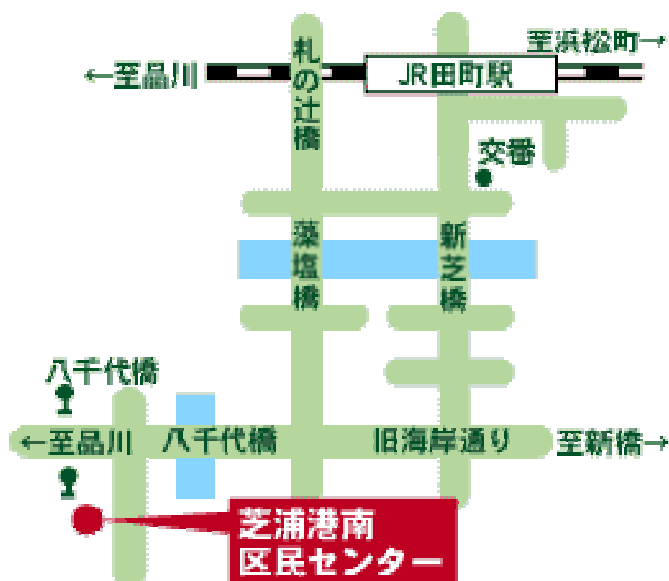 至浜松町→
←至品川
JR田町駅
札の辻橋
交番
藻塩橋
新芝橋
八千代橋
←至品川
八千代橋
旧海岸通り
至新橋→
芝浦港南
区民センター